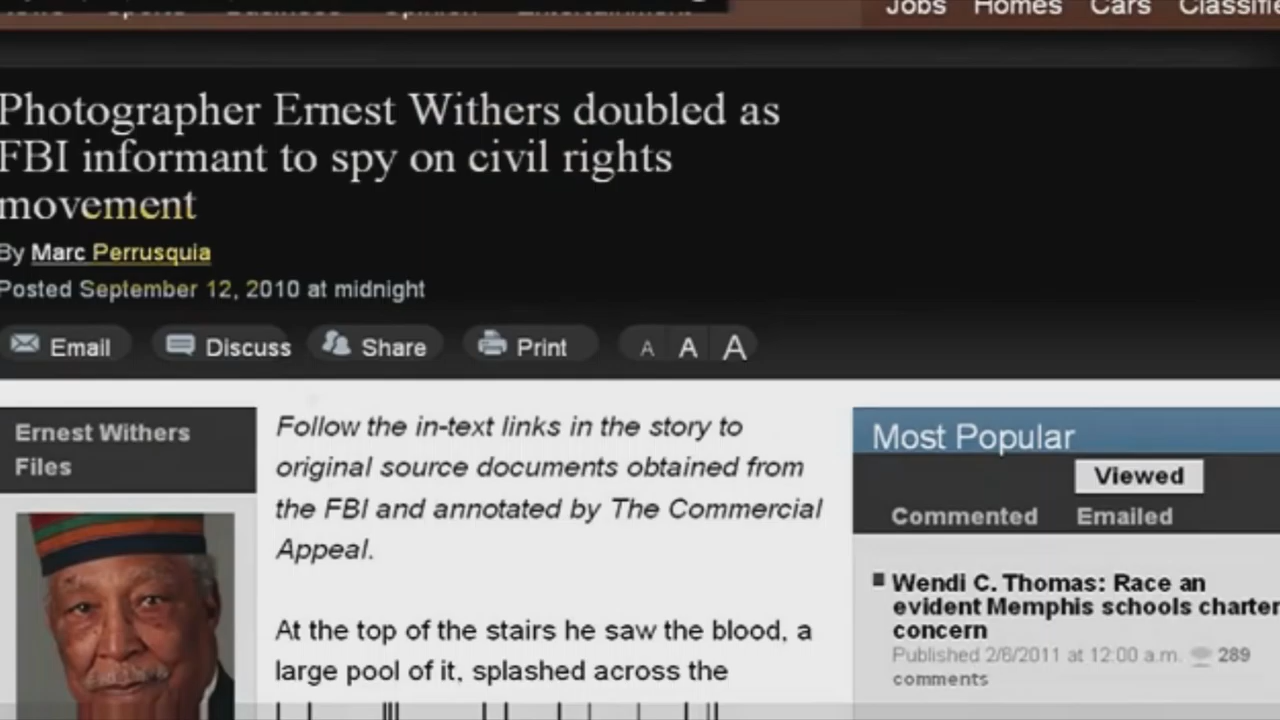 Jobs Homes Cars
Photographer Ernest Withers doubled as
FBI informant to spy on civil rights
movement
By Marc Perrusquia
Posted September 12, 2010 at midnight
Email Discuss Share Print A A A
Ernest Withers
Files
Follow the in-text links in the story to
original source documents obtained from
the FBI and annotated by The Commercial
Appeal.
At the top of the stairs he saw the blood, a
large pool of it, splashed across the
Most Popular
Viewed
Commented Emailed
Wendi C. Thomas: Race an
evident Memphis schools charter
concern
Published 2/6/2011 at 12:00 a.m. 289
comments